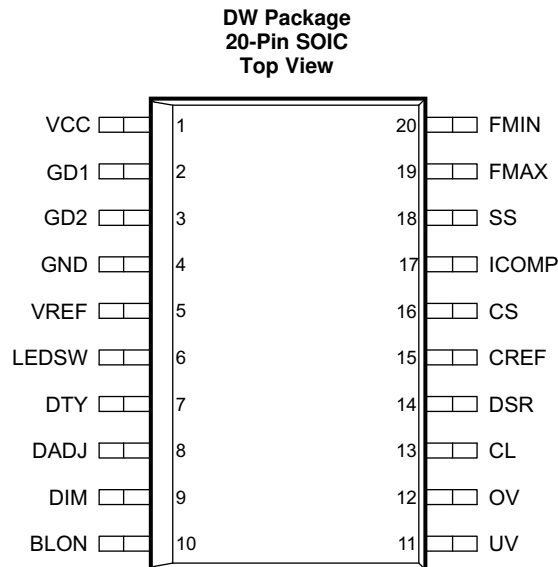 DW Package
20-Pin SOIC
Top View
VCC 1 20 FMIN
GD1 2 19 FMAX
GD2 3 18 SS
GND 4 17 ICOMP
VREF 5 16 CS
LEDSW 6 15 CREF
DTY 7 14 DSR
DADJ 8 13 CL
DIM 9 12 OV
BLON 10 11 UV